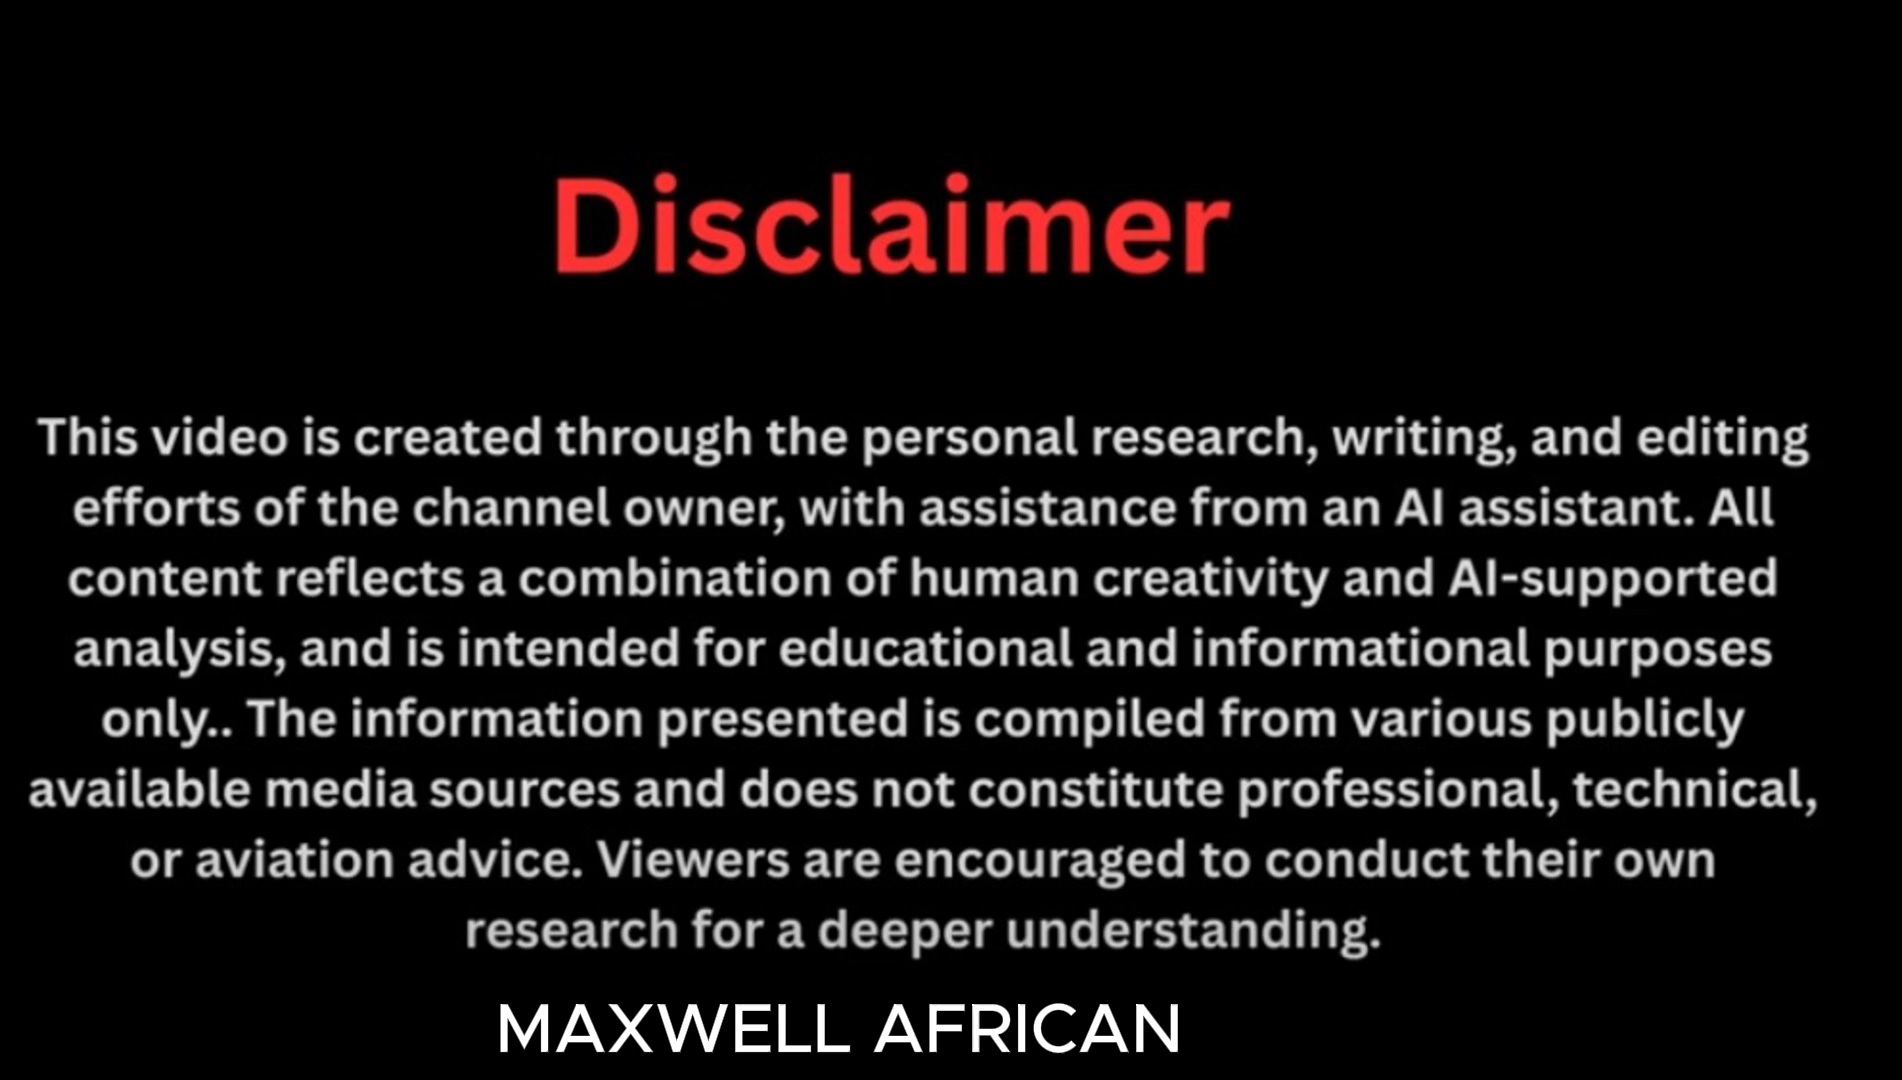 Disclaimer
This video is created through the personal research, writing, and editing
efforts of the channel owner, with assistance from an AI assistant. All
content reflects a combination of human creativity and AI-supported
analysis, and is intended for educational and informational purposes
only.. The information presented is compiled from various publicly
available media sources and does not constitute professional, technical,
or aviation advice. Viewers are encouraged to conduct their own
research for a deeper understanding.
MAXWELL AFRICAN